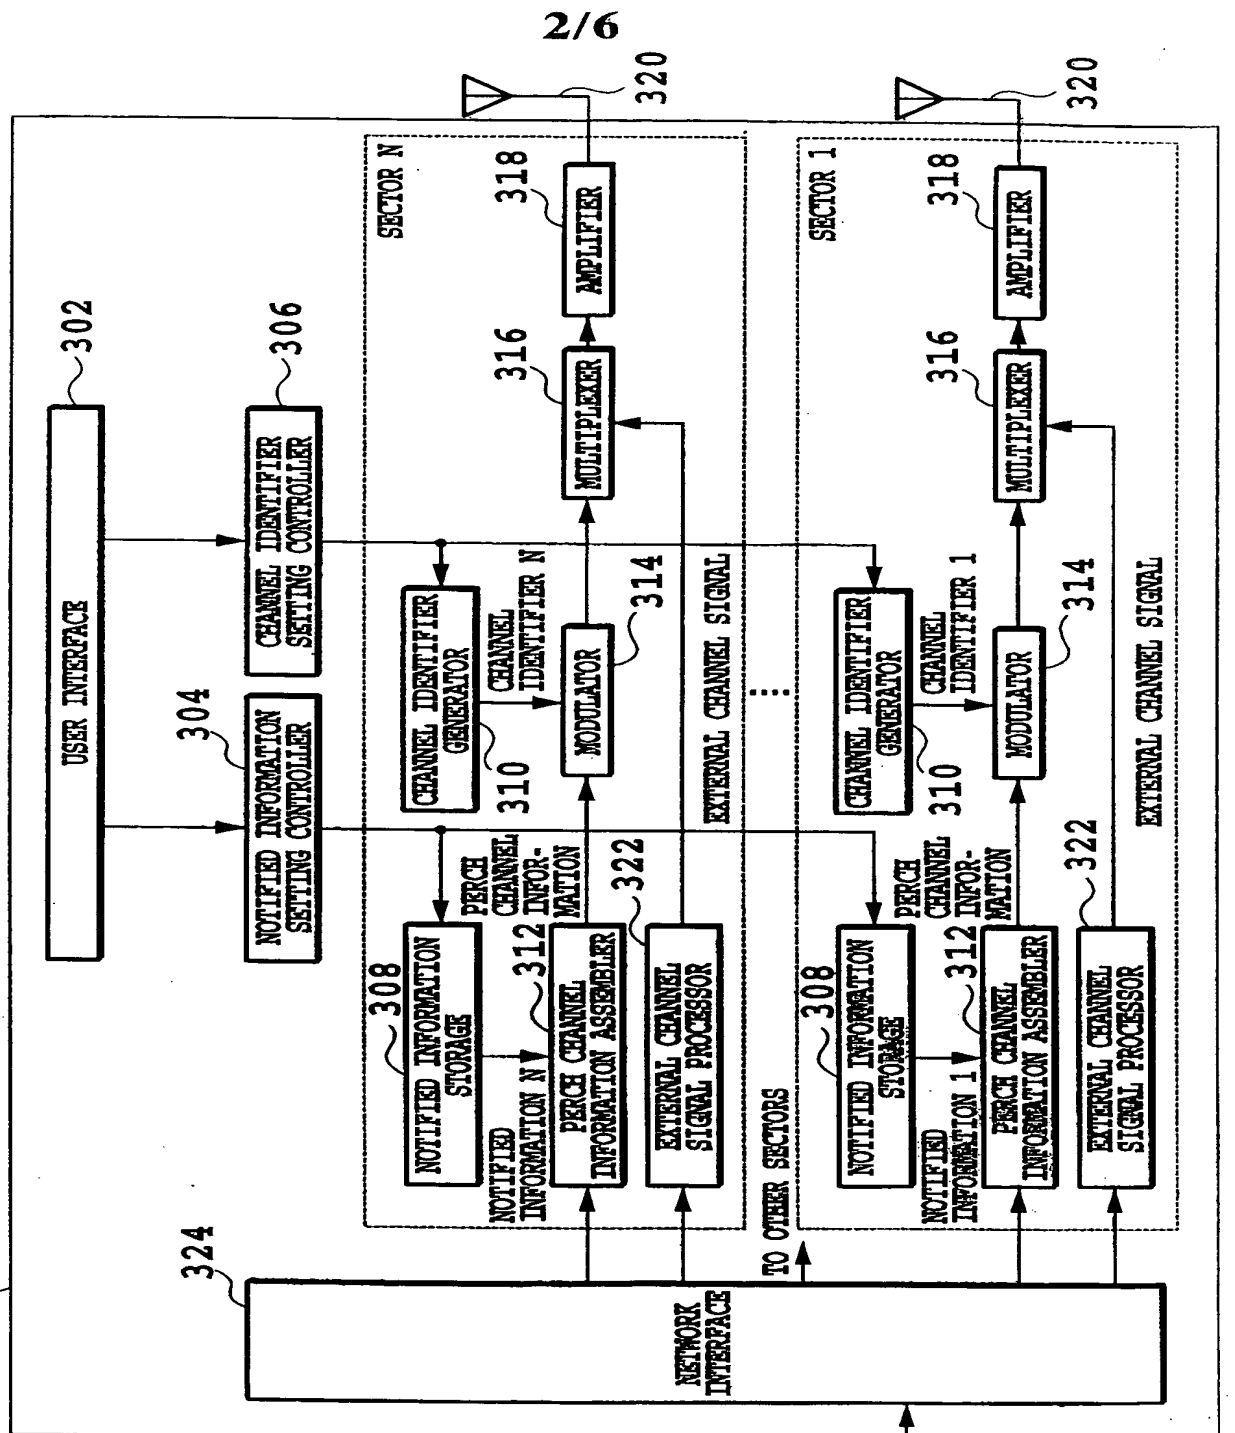 2/6
320
320
SECTOR N
318
AMPLIFIER
SECTOR 1
318
AMPLIFIER
302
USER INTERFACE
306
CHANNEL IDENTIFIER
SETTING CONTROLLER
304
NOTIFIED INFORMATION
SETTING CONTROLLER
316
MULTIPLEXER
316
MULTIPLEXER
CHANNEL IDENTIFIER
GENERATOR
310
CHANNEL
IDENTIFIER N
314
MODULATOR
EXTERNAL CHANNEL SIGNAL
CHANNEL IDENTIFIER
GENERATOR
310
CHANNEL
IDENTIFIER 1
314
MODULATOR
EXTERNAL CHANNEL SIGNAL
308
NOTIFIED INFORMATION
STORAGE
PERCH
CHANNEL
INFOR-
MATION
312
PERCH CHANNEL
INFORMATION ASSEMBLER
322
EXTERNAL CHANNEL
SIGNAL PROCESSOR
NOTIFIED
INFORMATION N
308
NOTIFIED INFORMATION
STORAGE
PERCH
CHANNEL
INFOR-
MATION
312
PERCH CHANNEL
INFORMATION ASSEMBLER
322
EXTERNAL CHANNEL
SIGNAL PROCESSOR
NOTIFIED
INFORMATION 1
TO OTHER SECTORS
324
NETWORK
INTERFACE